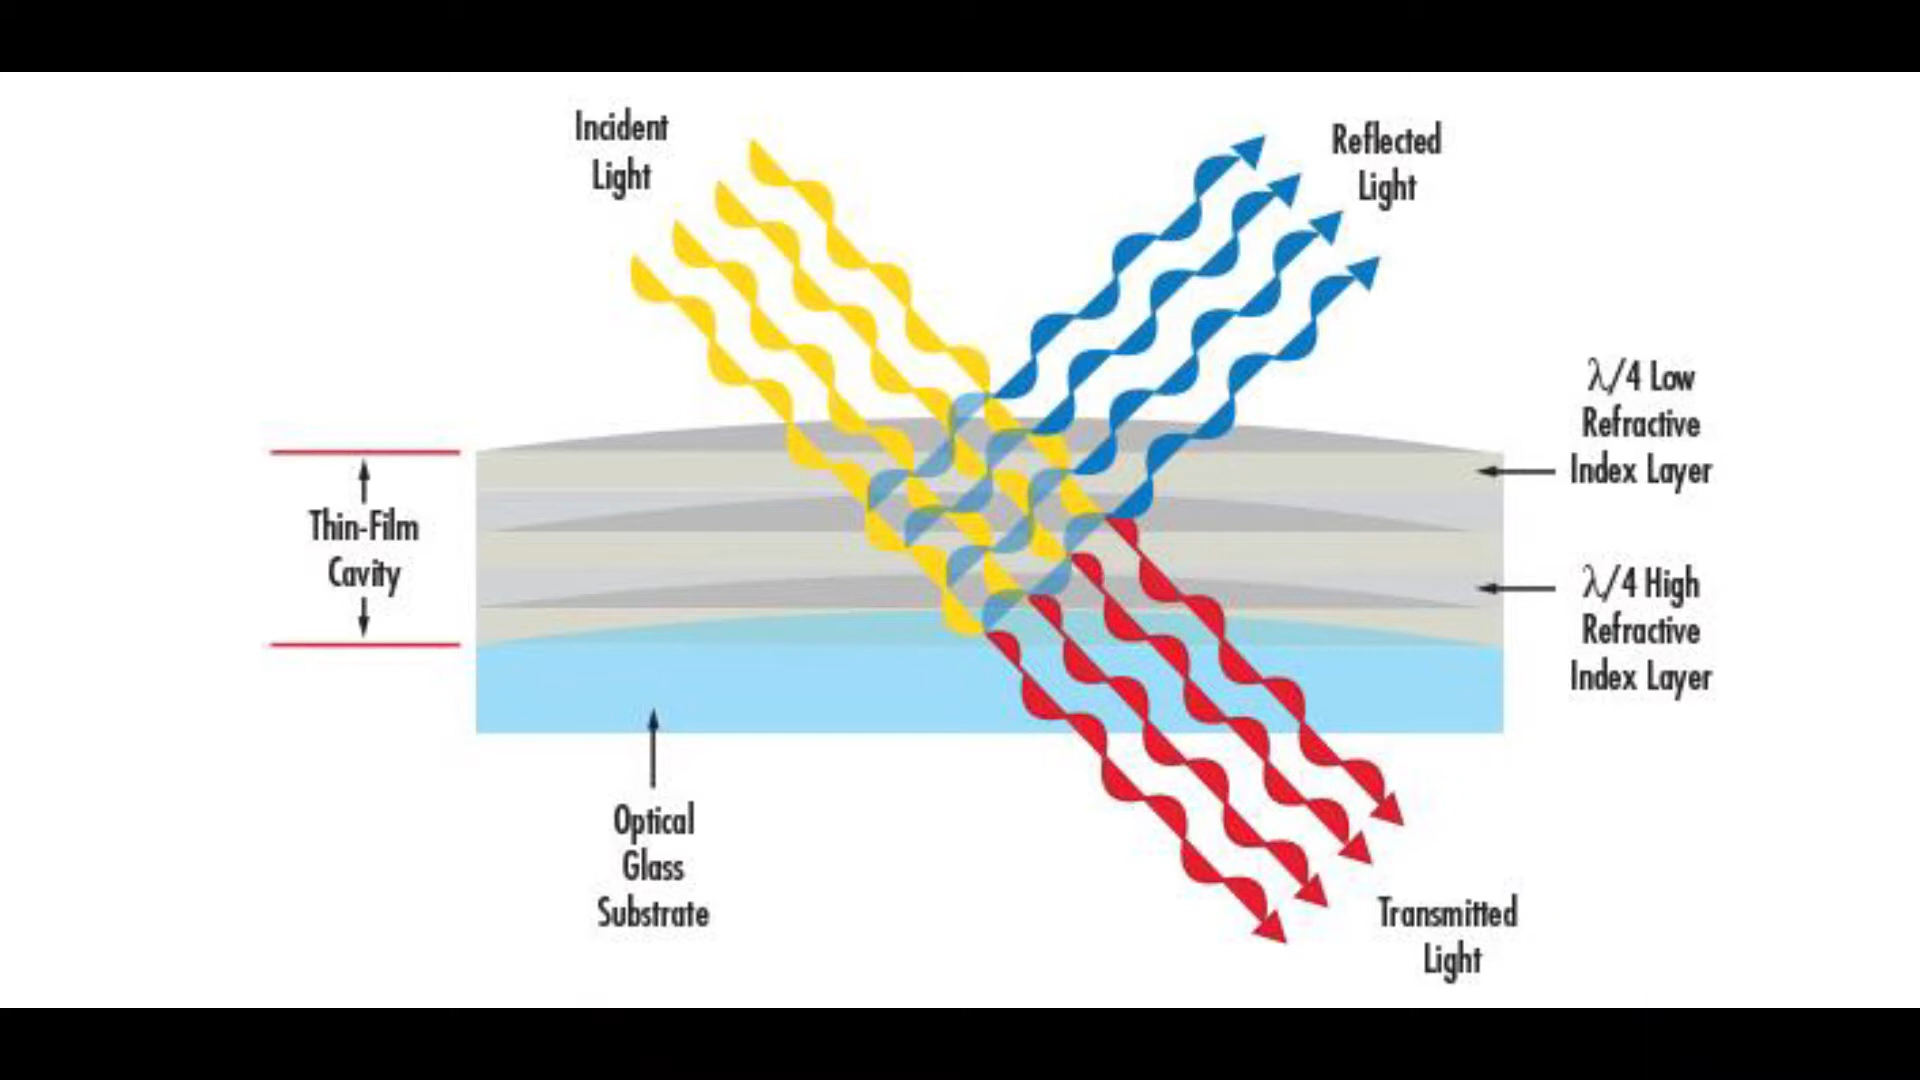 Incident
Light
Reflected
Light
λ/4 Low
Refractive
Index Layer
Thin-Film
Cavity
λ/4 High
Refractive
Index Layer
Optical
Glass
Substrate
Transmitted
Light